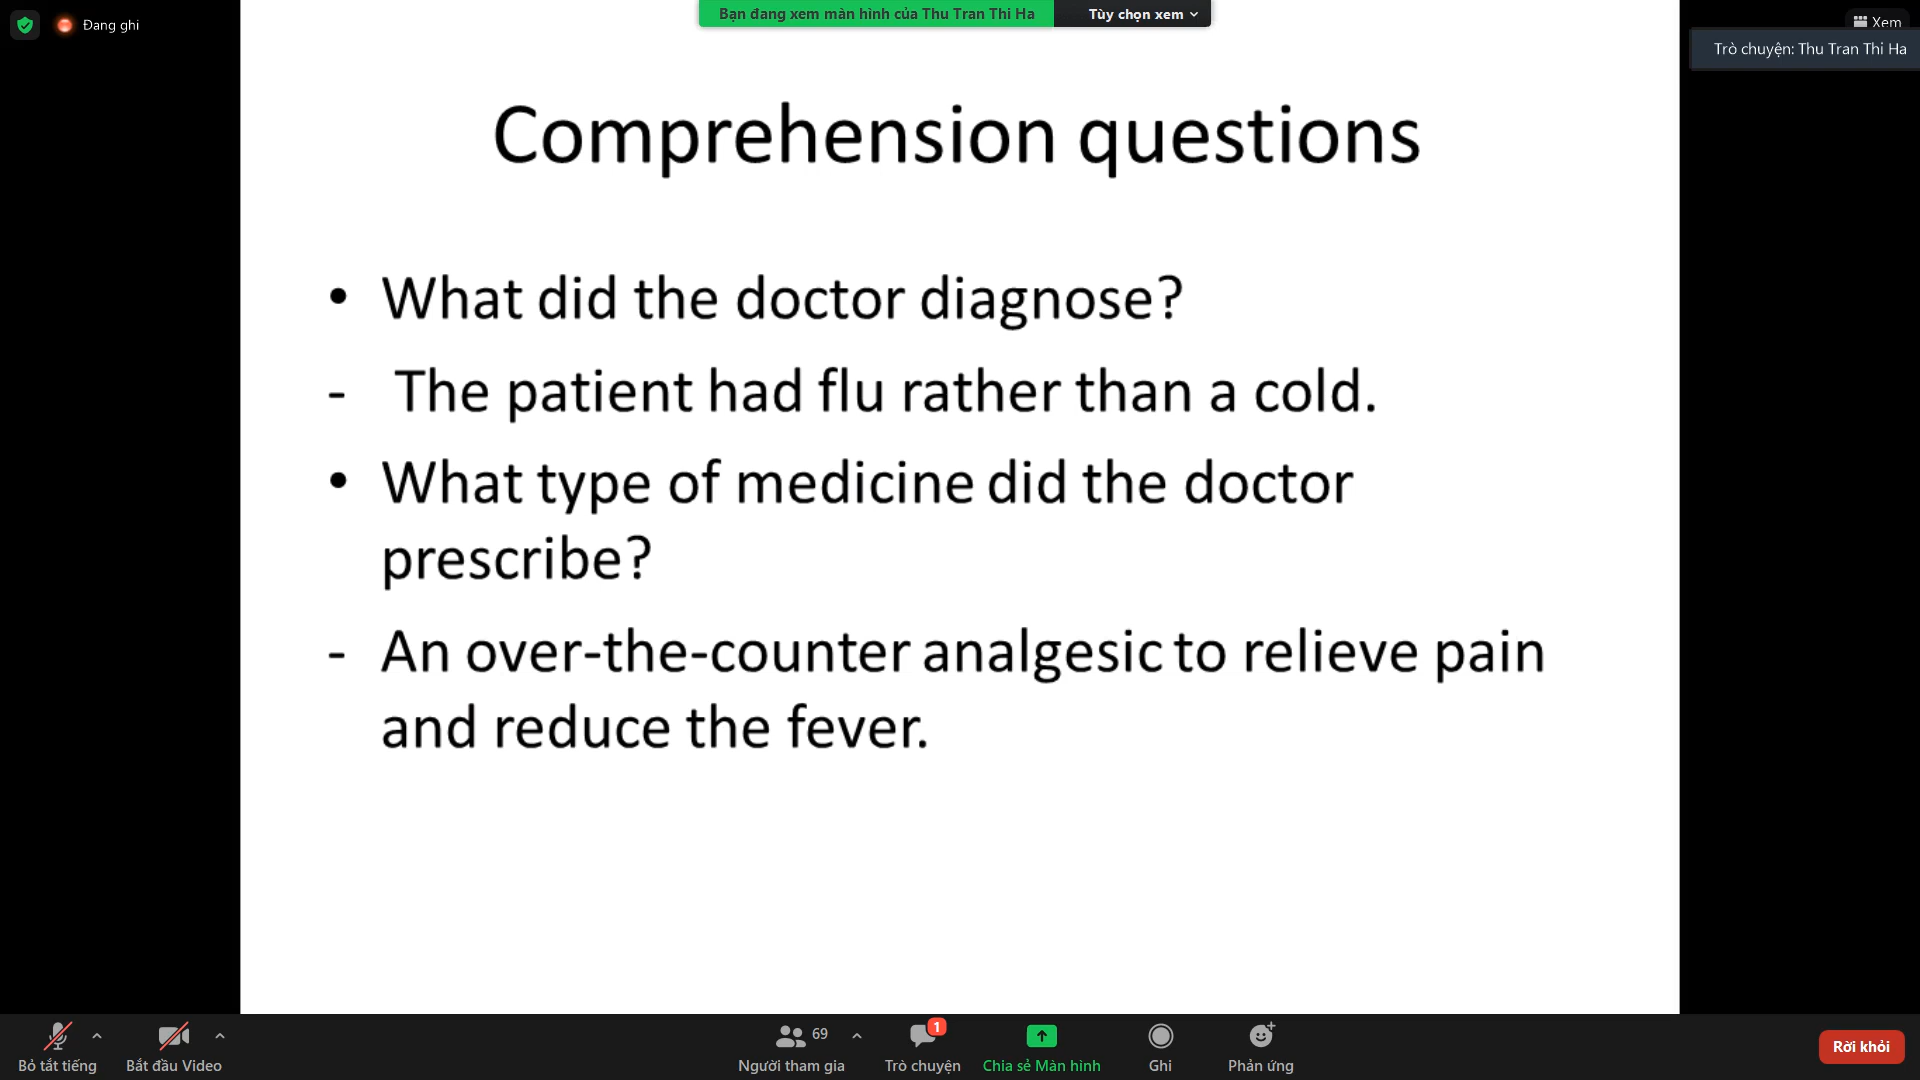 Đang ghi
Bạn đang xem màn hình của Thu Tran Thi Ha
Tùy chọn xem
Xem
Trò chuyện: Thu Tran Thi Ha
Comprehension questions
• What did the doctor diagnose?
- The patient had flu rather than a cold.
• What type of medicine did the doctor
prescribe?
- An over-the-counter analgesic to relieve pain
and reduce the fever.
69
1
Bỏ tắt tiếng
Bắt đầu Video
Người tham gia
Trò chuyện
Chia sẻ Màn hình
Ghi
Phản ứng
Rời khỏi